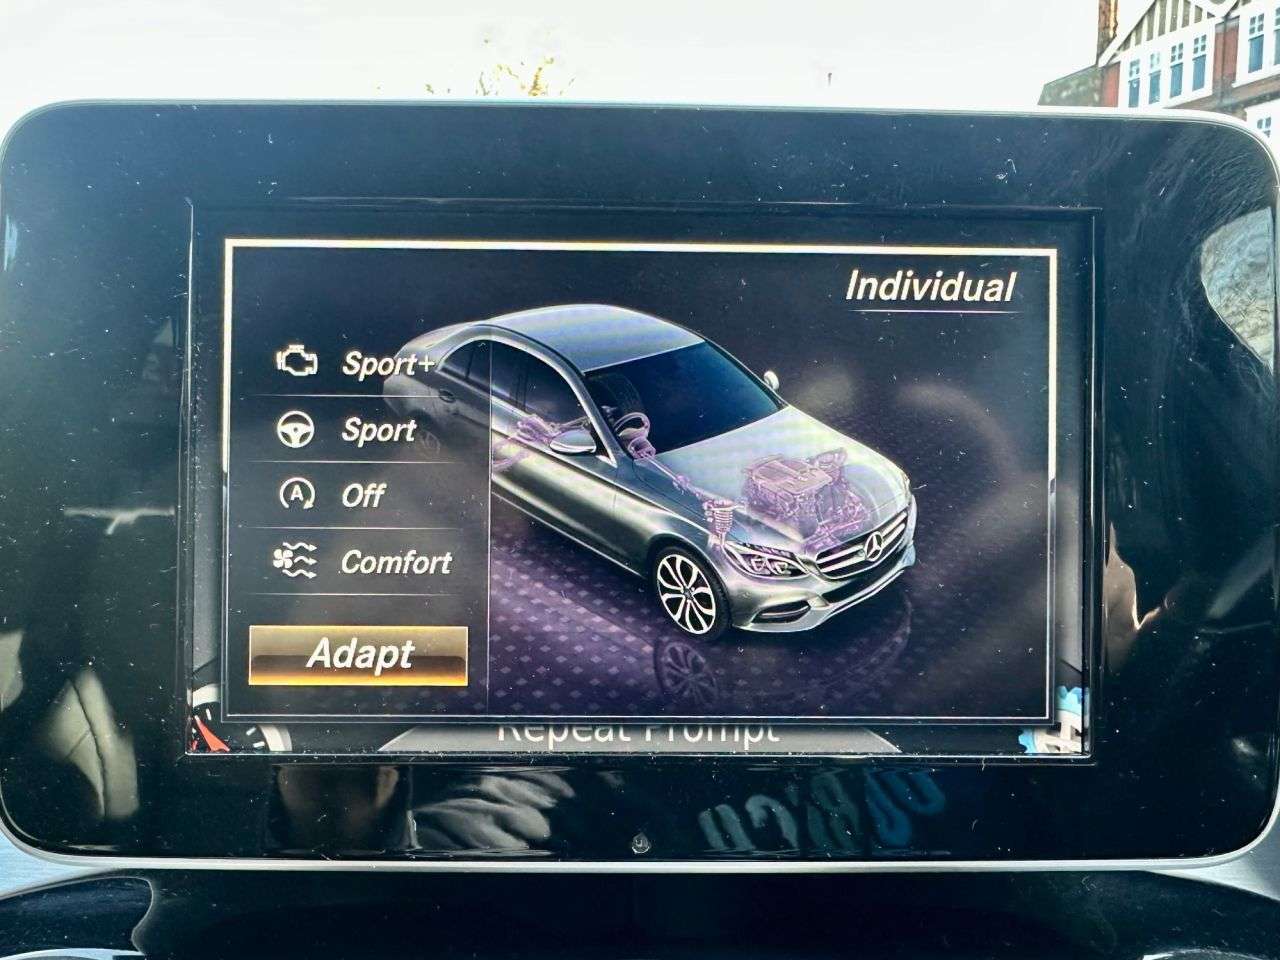 Individual
Sport+
Sport
A
Off
Comfort
Adapt
Repeat Prompt